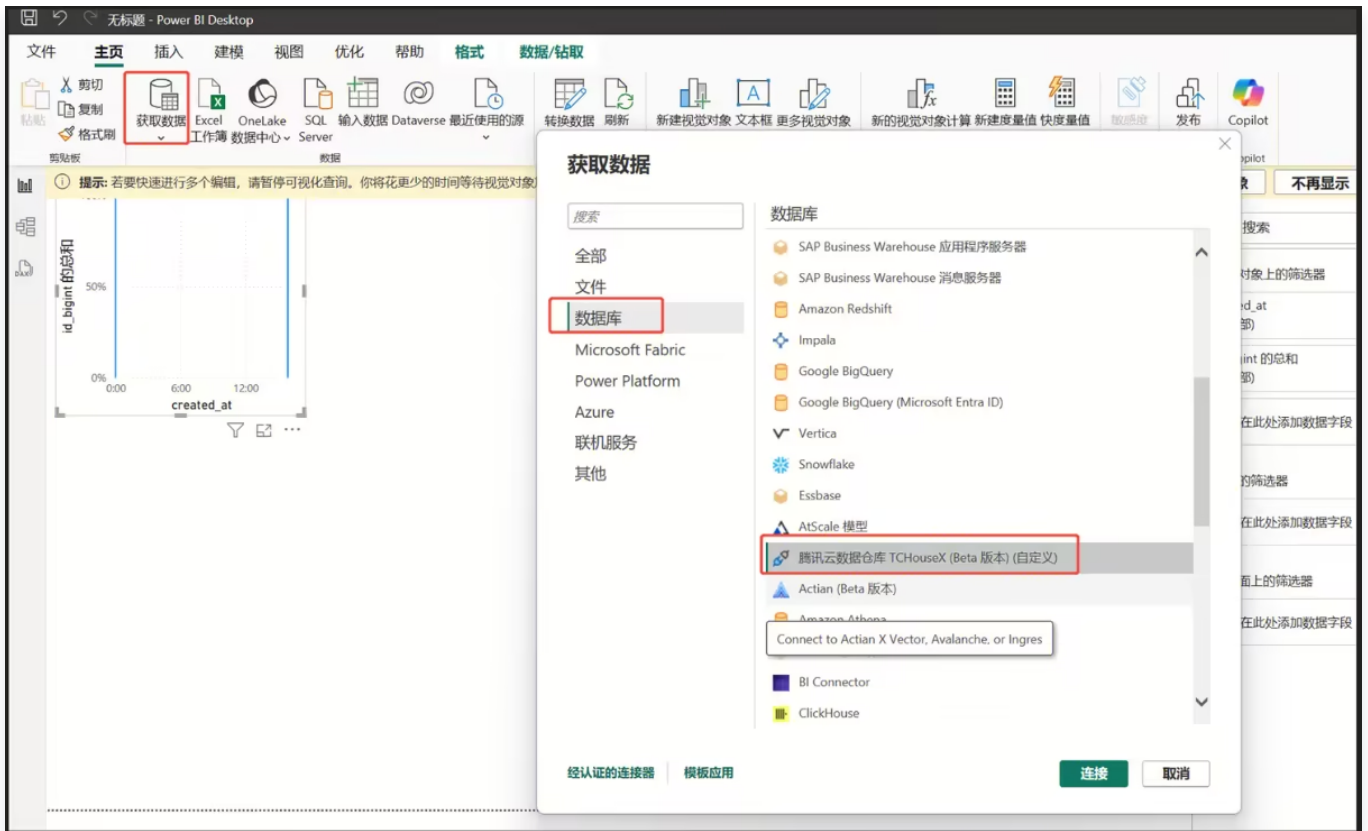 无标题 - Power BI Desktop
文件 主页 插入 建模 视图 优化 帮助 格式 数据/钻取
粘贴 剪切 复制 格式刷
获取数据 Excel 工作簿 OneLake 数据中心 SQL Server 输入数据 Dataverse 最近使用的源 转换数据 刷新 新建视觉对象 文本框 更多视觉对象 新的视觉对象计算 新建度量值 快度量值 敏感度 发布 Copilot
剪贴板 数据 opilot
提示: 若要快速进行多个编辑，请暂停可视化查询。你将花更少的时间等待视觉对象
不再显示
id_bigint 的总和
50%
0%
0:00 6:00 12:00
created_at
获取数据
搜索
全部
文件
数据库
Microsoft Fabric
Power Platform
Azure
联机服务
其他
数据库
SAP Business Warehouse 应用程序服务器
SAP Business Warehouse 消息服务器
Amazon Redshift
Impala
Google BigQuery
Google BigQuery (Microsoft Entra ID)
Vertica
Snowflake
Essbase
AtScale 模型
腾讯云数据仓库 TCHouseX (Beta 版本) (自定义)
Actian (Beta 版本)
Amazon Athena
Connect to Actian X Vector, Avalanche, or Ingres
BI Connector
ClickHouse
经认证的连接器 模板应用
连接 取消
搜索
对象上的筛选器
ed_at
部)
gint 的总和
部)
在此处添加数据字段
的筛选器
在此处添加数据字段
面上的筛选器
在此处添加数据字段